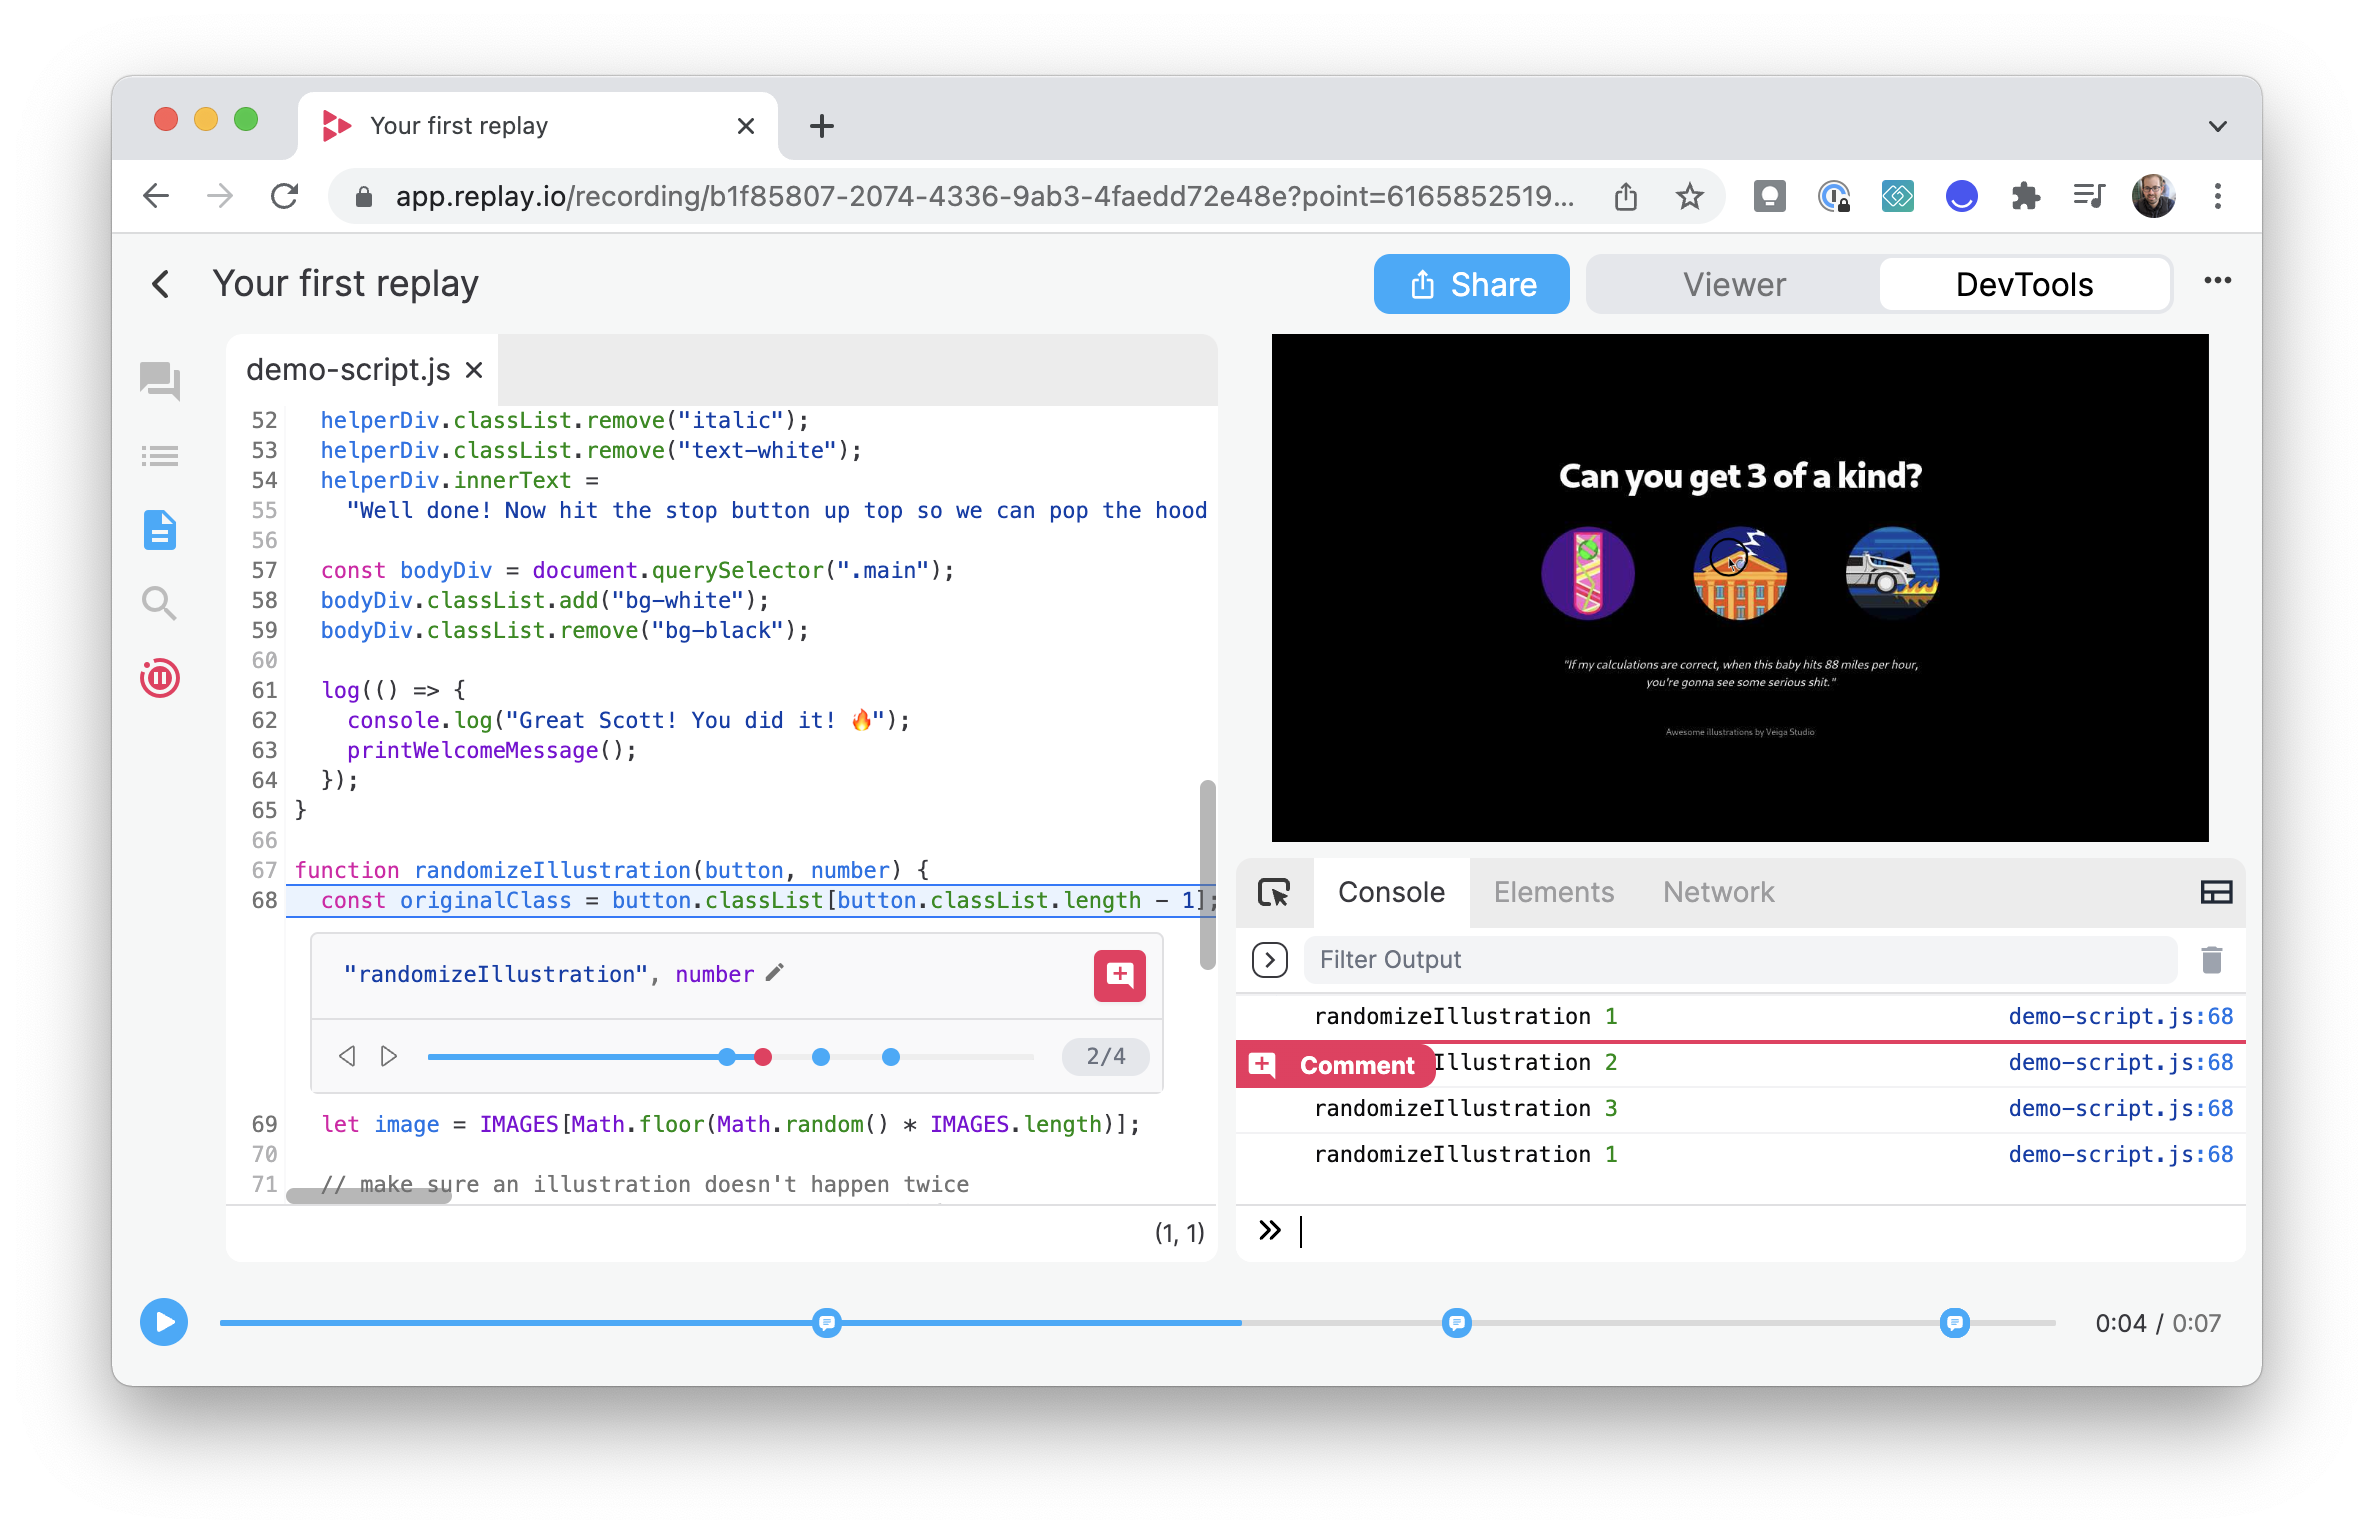 Your first replay
app.replay.io/recording/b1f85807-2074-4336-9ab3-4faedd72e48e?point=6165852519...
Your first replay
Share
Viewer
DevTools
demo-script.js
52 helperDiv.classList.remove("italic");
53 helperDiv.classList.remove("text-white");
54 helperDiv.innerText =
55 "Well done! Now hit the stop button up top so we can pop the hood
56
57 const bodyDiv = document.querySelector(".main");
58 bodyDiv.classList.add("bg-white");
59 bodyDiv.classList.remove("bg-black");
60
61 log(() => {
62 console.log("Great Scott! You did it! 🔥");
63 printWelcomeMessage();
64 });
65 }
66
67 function randomizeIllustration(button, number) {
68 const originalClass = button.classList[button.classList.length - 1];
"randomizeIllustration", number
2/4
69 let image = IMAGES[Math.floor(Math.random() * IMAGES.length)];
70
71 // make sure an illustration doesn't happen twice
(1, 1)
Can you get 3 of a kind?
"If my calculations are correct, when this baby hits 88 miles per hour,
you're gonna see some serious shit."
Awesome illustrations by Veiga Studio
Console
Elements
Network
Filter Output
randomizeIllustration 1 demo-script.js:68
Comment
Illustration 2 demo-script.js:68
randomizeIllustration 3 demo-script.js:68
randomizeIllustration 1 demo-script.js:68
0:04 / 0:07